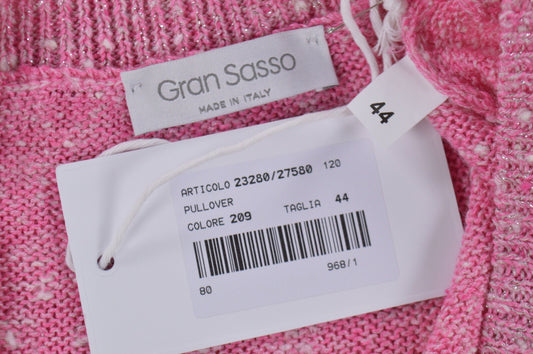 Gran Sasso
MADE IN ITALY
44
ARTICOLO 23280/27580 120
PULLOVER
COLORE 209 TAGLIA 44
80 968/1